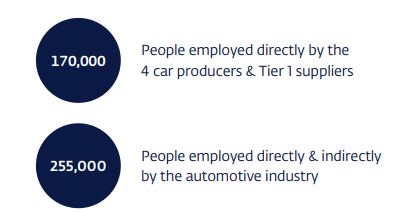 170,000
People employed directly by the
4 car producers & Tier 1 suppliers
255,000
People employed directly & indirectly
by the automotive industry